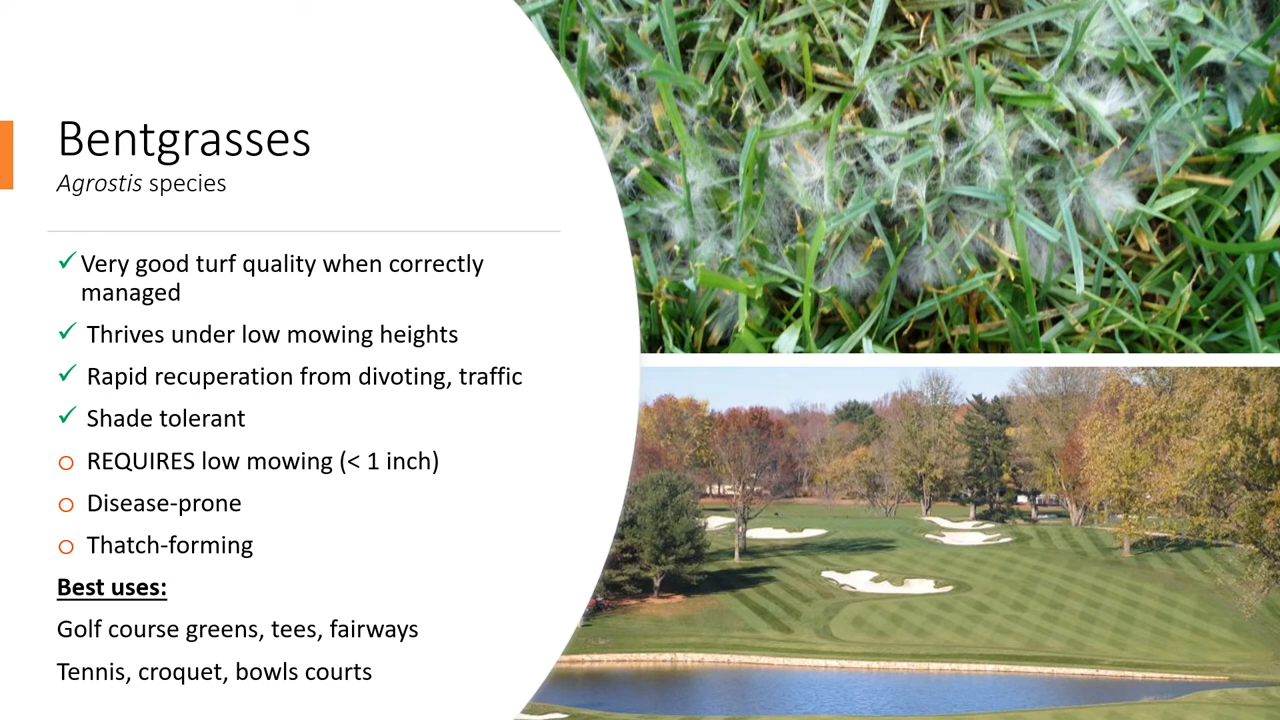 Bentgrasses
Agrostis species
✓ Very good turf quality when correctly
managed
✓ Thrives under low mowing heights
✓ Rapid recuperation from divoting, traffic
✓ Shade tolerant
o REQUIRES low mowing (< 1 inch)
o Disease-prone
o Thatch-forming
Best uses:
Golf course greens, tees, fairways
Tennis, croquet, bowls courts